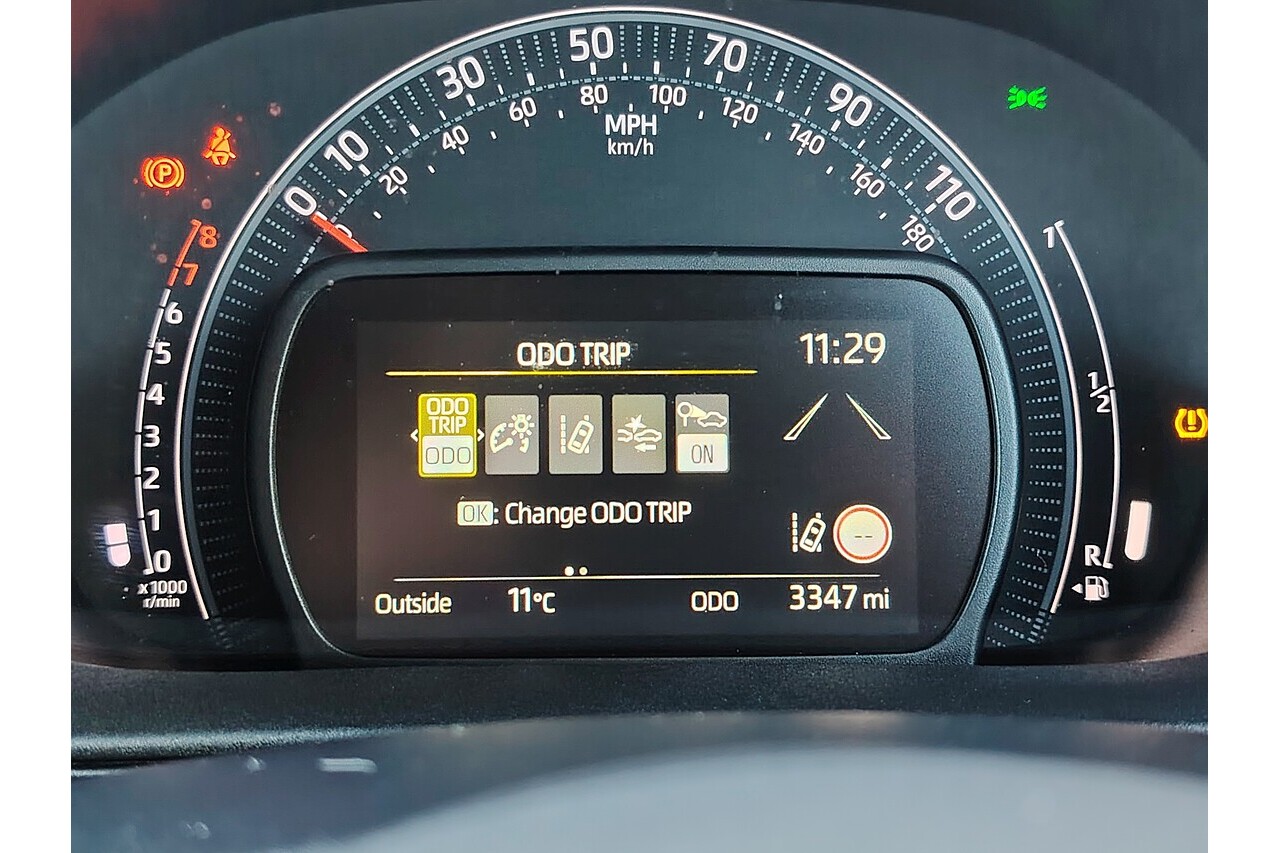 0 10 30 50 70 90 110
20 40 60 80 100 120 140 160 180
MPH
km/h
P
8
7
6
5
4
3
2
1
0
x1000
r/min
ODO TRIP
11:29
ODO
TRIP
ODO
ON
OK: Change ODO TRIP
--
Outside 11°C ODO 3347 mi
1
1/2
R
!